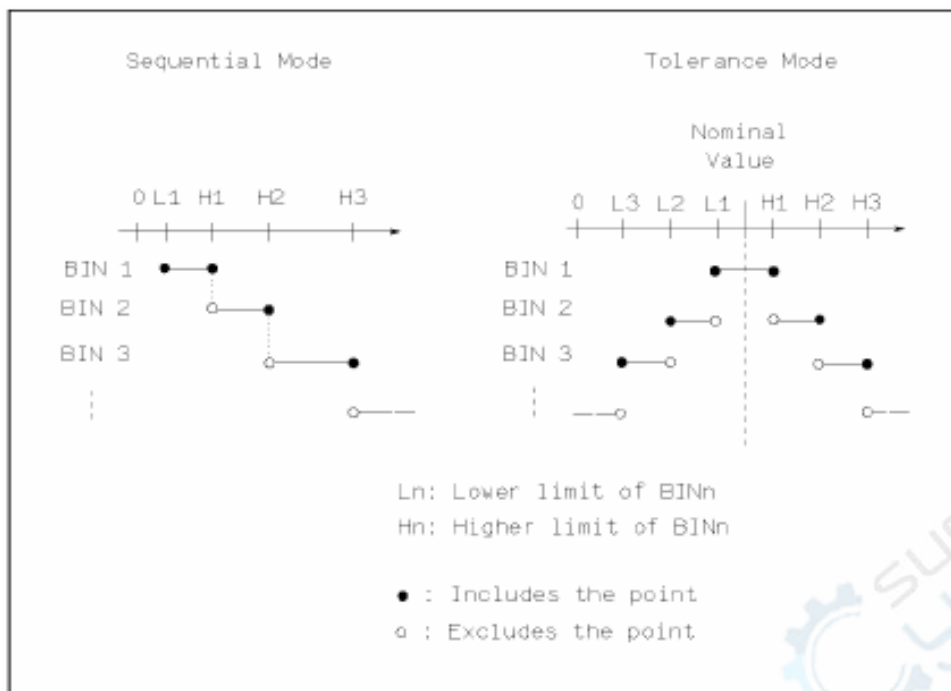 Sequential Mode
Tolerance Mode
Nominal
Value
0 L1 H1 H2 H3
0 L3 L2 L1 H1 H2 H3
BIN 1
BIN 2
BIN 3
BIN 1
BIN 2
BIN 3
Ln: Lower limit of BINn
Hn: Higher limit of BINn
● : Includes the point
○ : Excludes the point